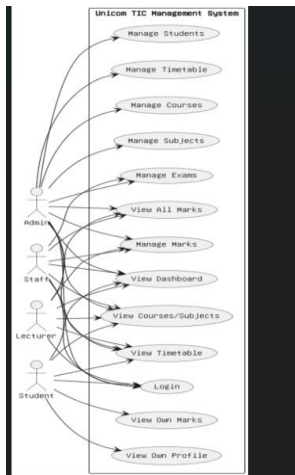 Unicom TIC Management System
Manage Students
Manage Timetable
Manage Courses
Manage Subjects
Manage Exams
View All Marks
Admin
Manage Marks
Staff
View Dashboard
View Courses/Subjects
Lecturer
View Timetable
Student
Login
View Own Marks
View Own Profile